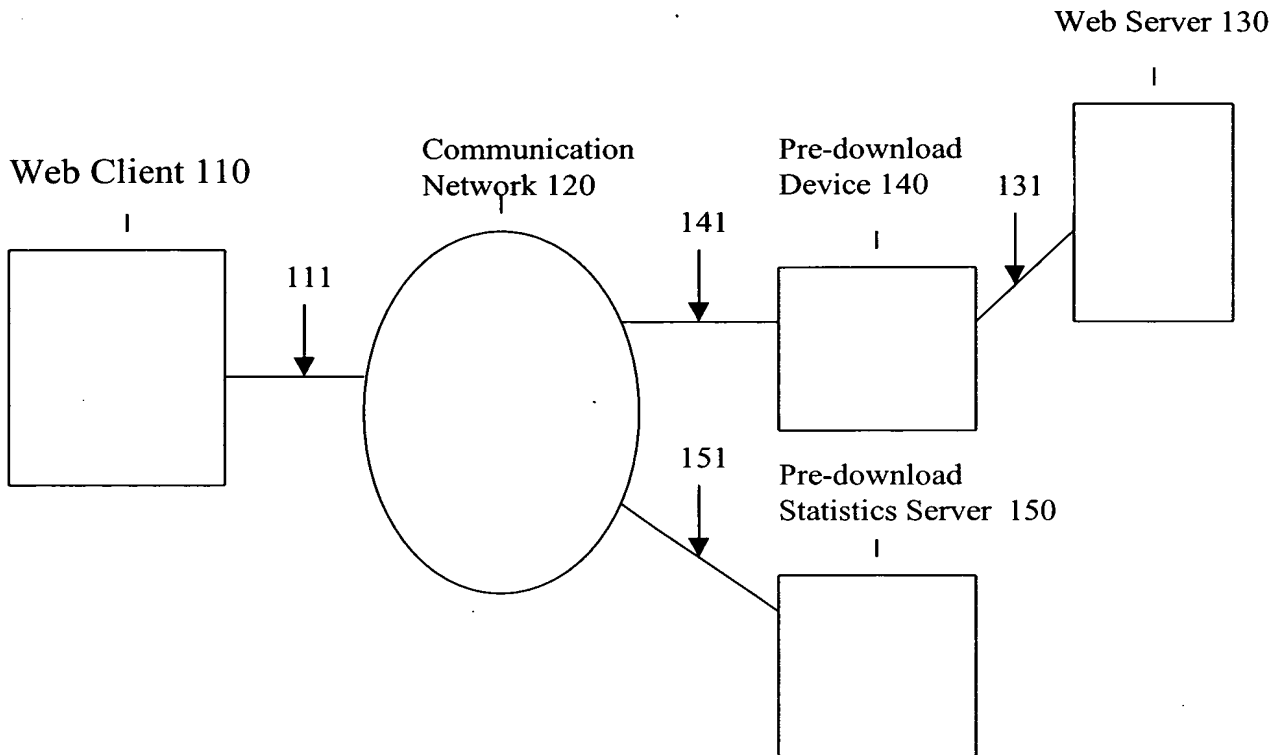 Web Server 130
Communication
Network 120
Pre-download
Device 140
131
Web Client 110
141
111
151
Pre-download
Statistics Server 150